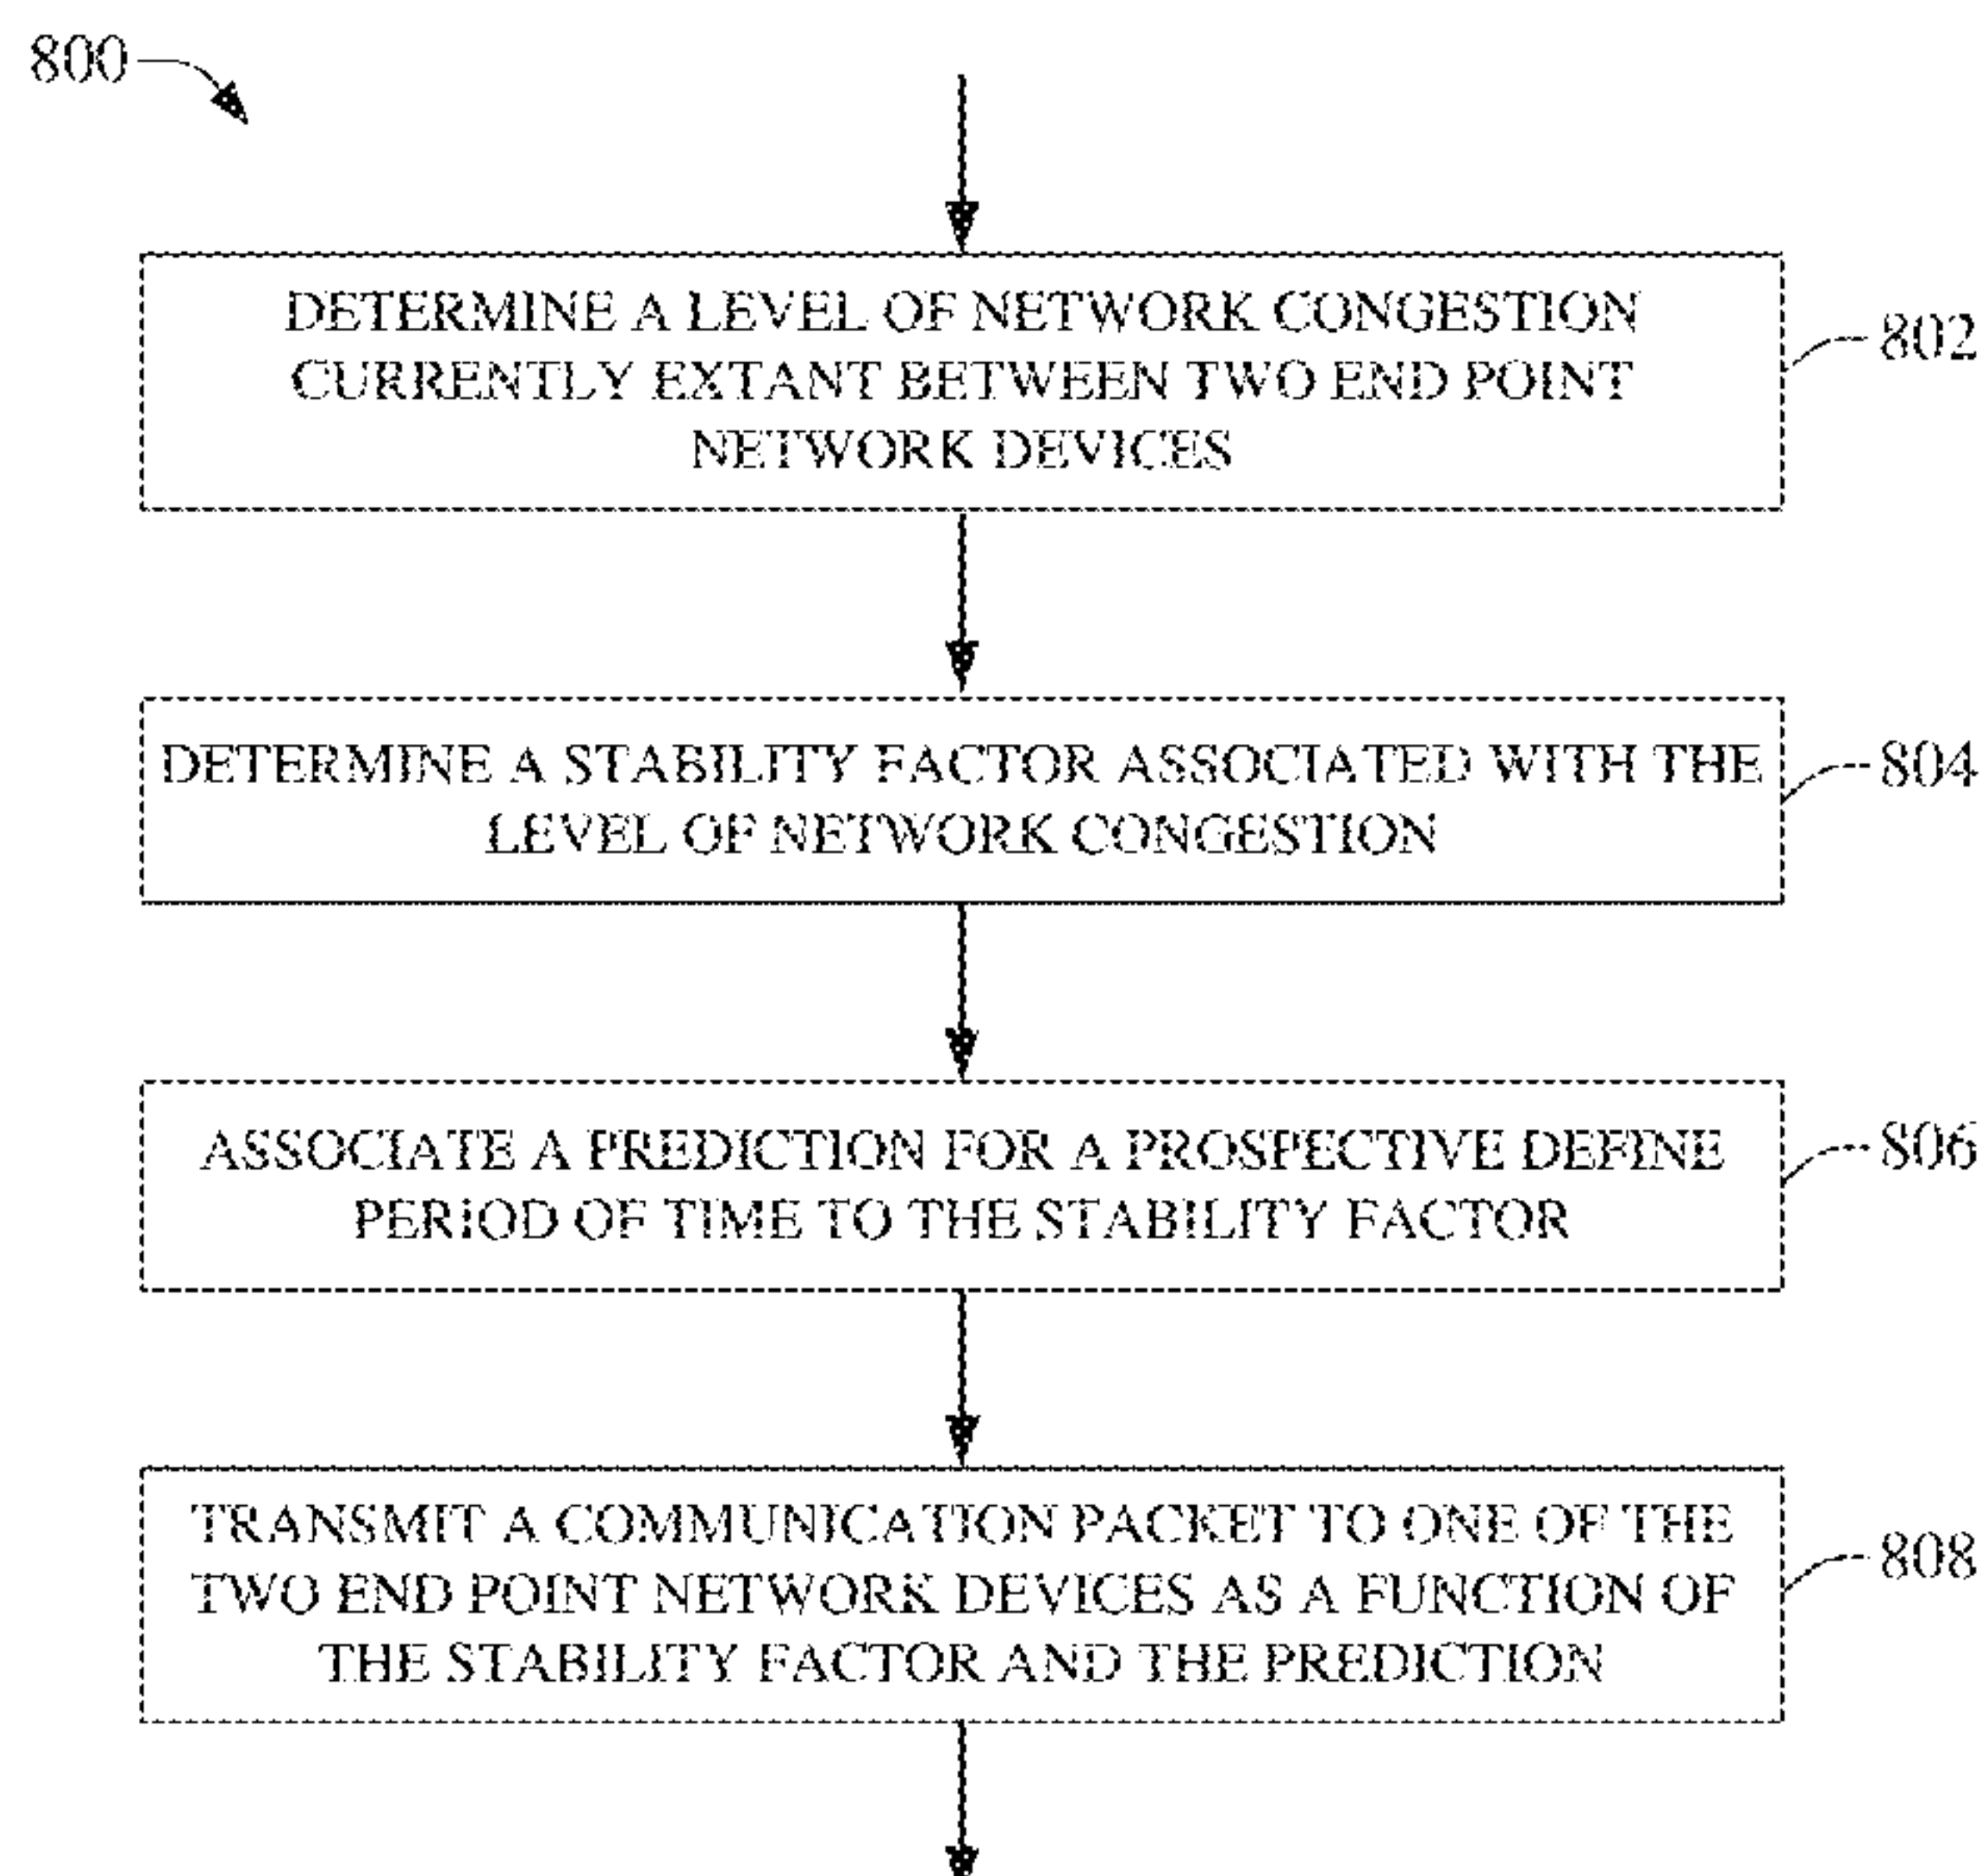 800
DETERMINE A LEVEL OF NETWORK CONGESTION
CURRENTLY EXTANT BETWEEN TWO END POINT
NETWORK DEVICES
802
DETERMINE A STABILITY FACTOR ASSOCIATED WITH THE
LEVEL OF NETWORK CONGESTION
804
ASSOCIATE A PREDICTION FOR A PROSPECTIVE DEFINE
PERIOD OF TIME TO THE STABILITY FACTOR
806
TRANSMIT A COMMUNICATION PACKET TO ONE OF THE
TWO END POINT NETWORK DEVICES AS A FUNCTION OF
THE STABILITY FACTOR AND THE PREDICTION
808